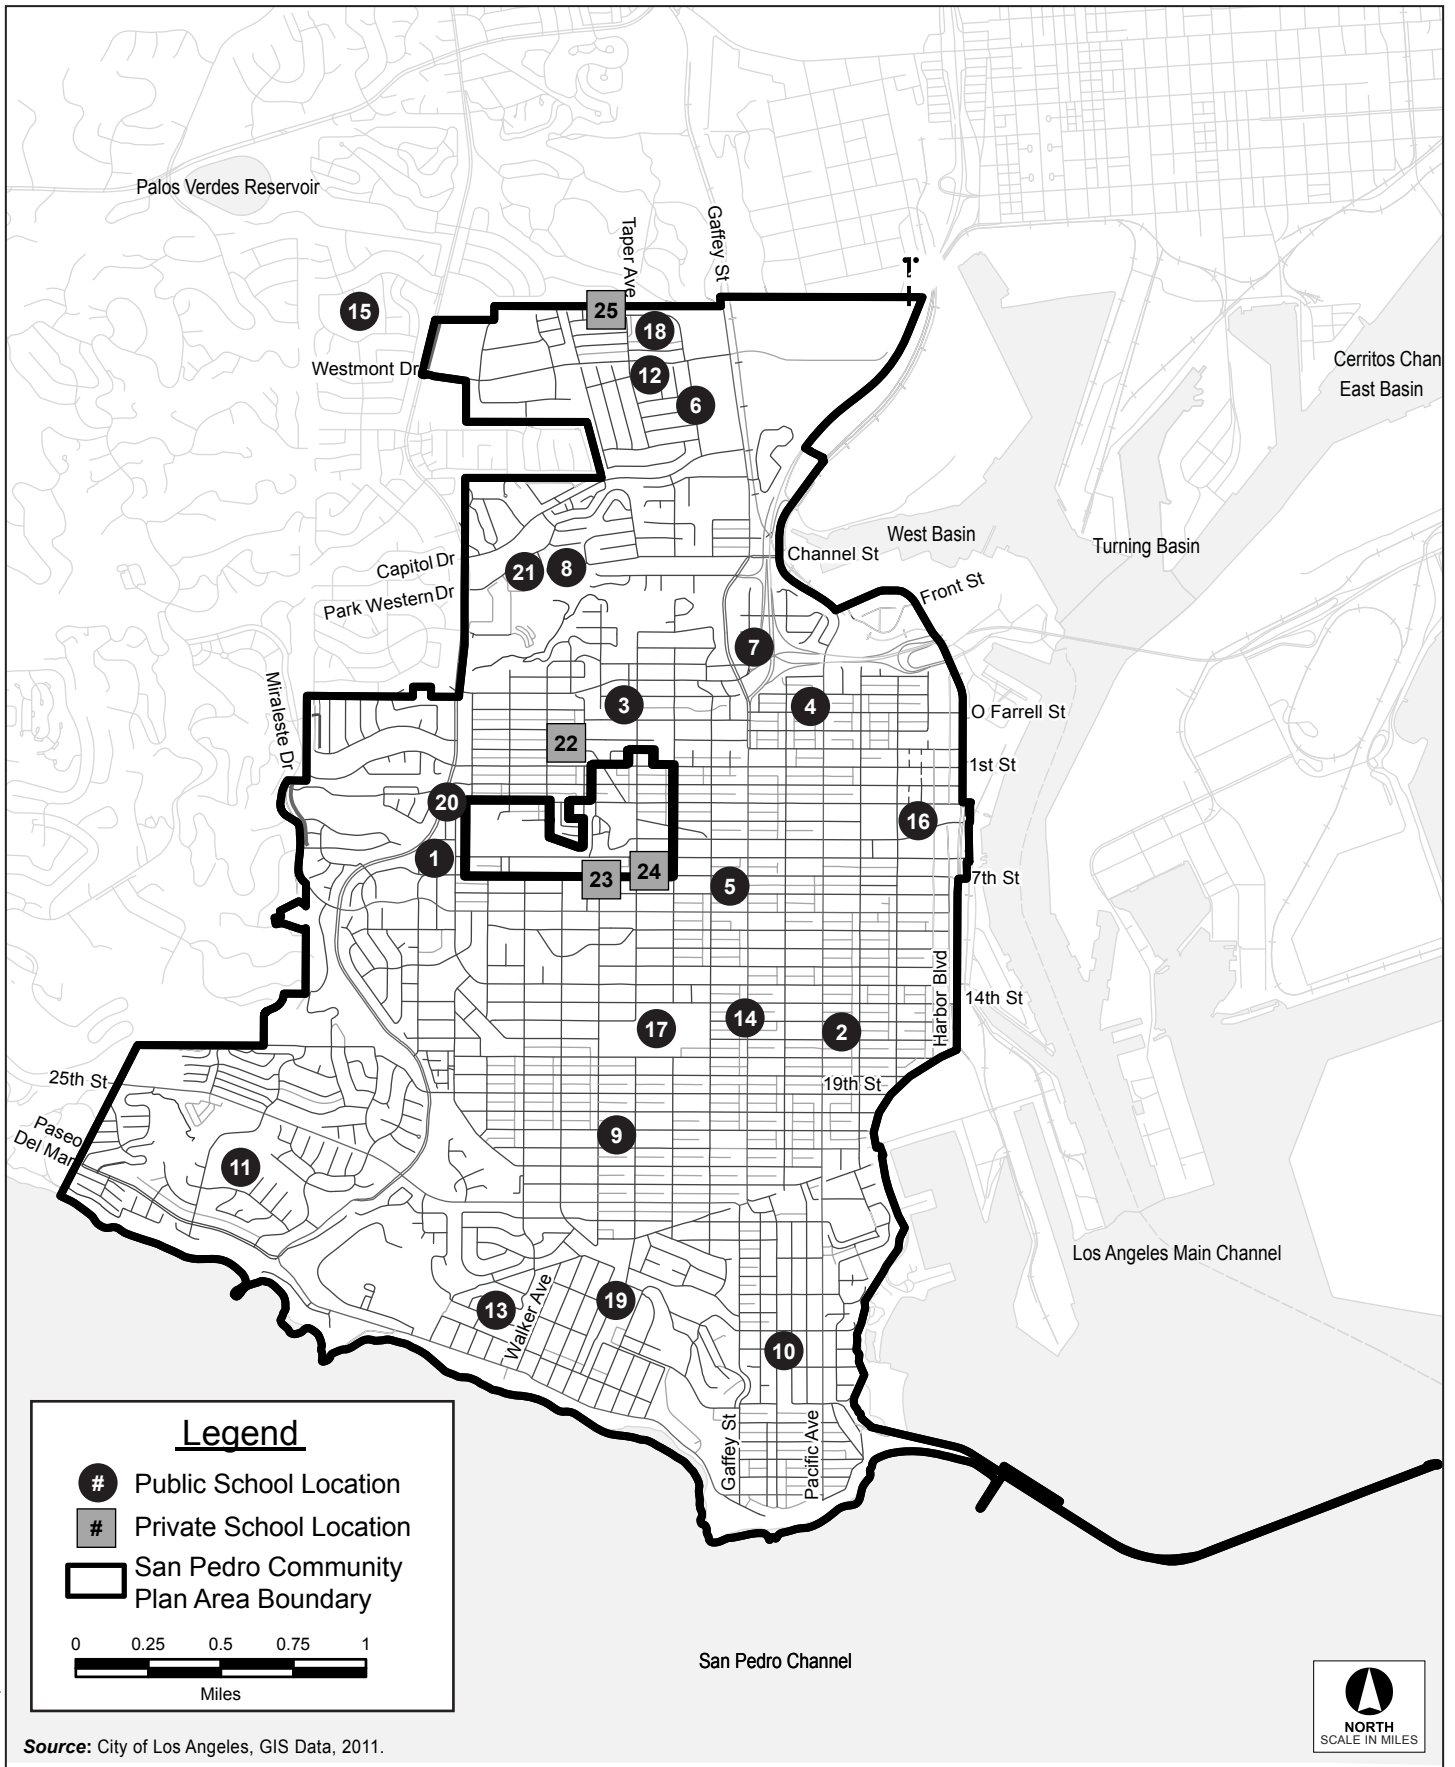 Palos Verdes Reservoir
Taper Ave
Gaffey St
15
25
18
Westmont Dr
12
6
Cerritos Chan
East Basin
West Basin
Turning Basin
Channel St
Capitol Dr
21
8
Park Western Dr
Front St
7
Miraleste Dr
3
4
O Farrell St
22
1st St
20
16
1
23
24
5
7th St
Harbor Blvd
14th St
17
14
2
25th St
19th St
Paseo
Del Mar
9
11
Los Angeles Main Channel
13
Walker Ave
19
10
Gaffey St
Pacific Ave
Legend
# Public School Location
# Private School Location
San Pedro Community
Plan Area Boundary
0 0.25 0.5 0.75 1
Miles
San Pedro Channel
NORTH
SCALE IN MILES
Source: City of Los Angeles, GIS Data, 2011.